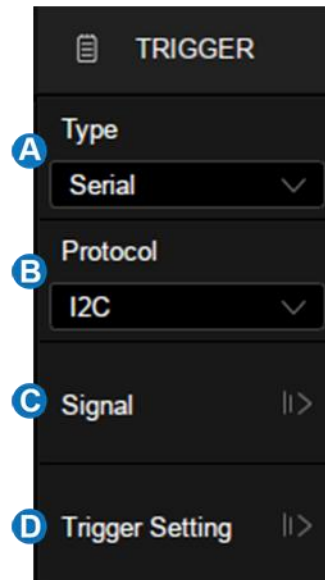 TRIGGER
A
Type
Serial
B
Protocol
I2C
C
Signal
D
Trigger Setting